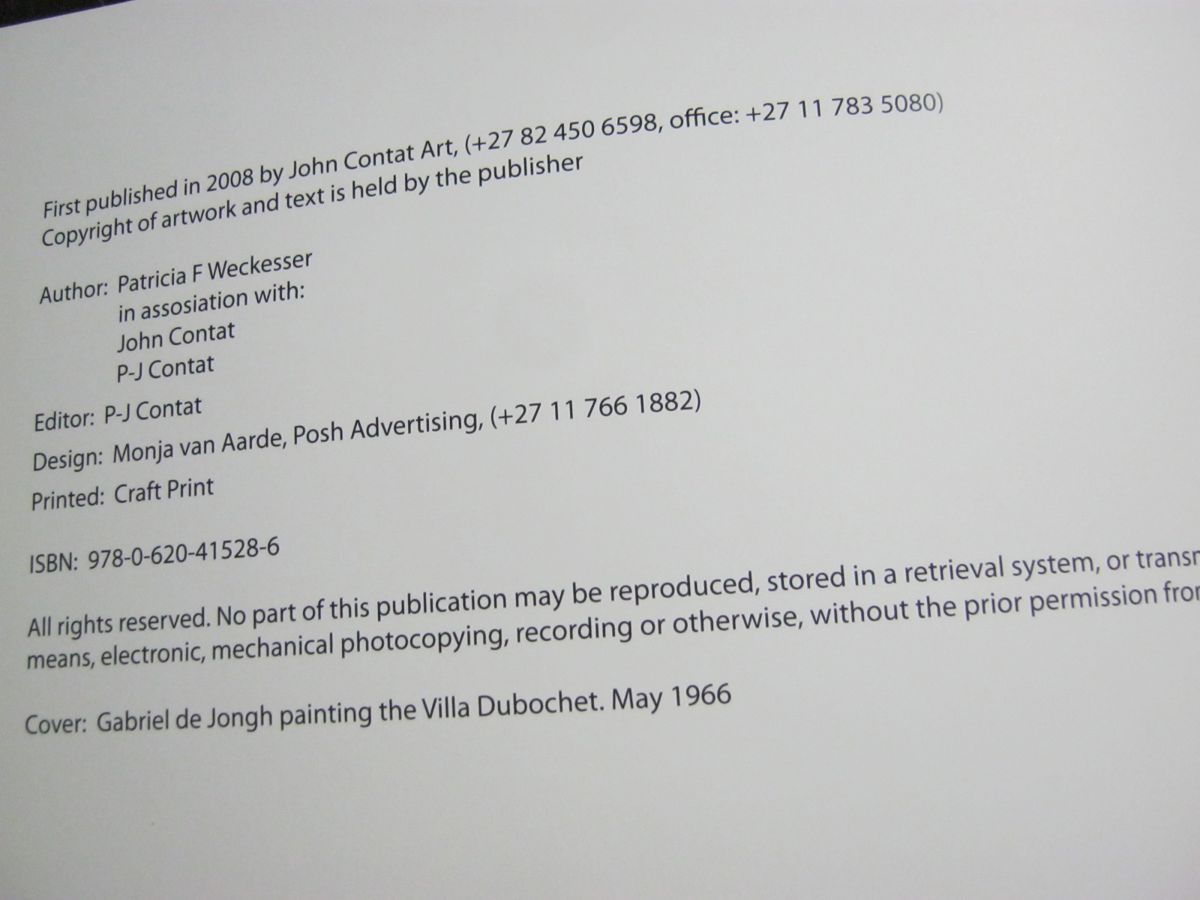 First published in 2008 by John Contat Art, (+27 82 450 6598, office: +27 11 783 5080)
Copyright of artwork and text is held by the publisher
Author: Patricia F Weckesser
in assosiation with:
John Contat
P-J Contat
Editor: P-J Contat
Design: Monja van Aarde, Posh Advertising, (+27 11 766 1882)
Printed: Craft Print
ISBN: 978-0-620-41528-6
All rights reserved. No part of this publication may be reproduced, stored in a retrieval system, or
means, electronic, mechanical photocopying, recording or otherwise, without the prior permission
Cover: Gabriel de Jongh painting the Villa Dubochet. May 1966